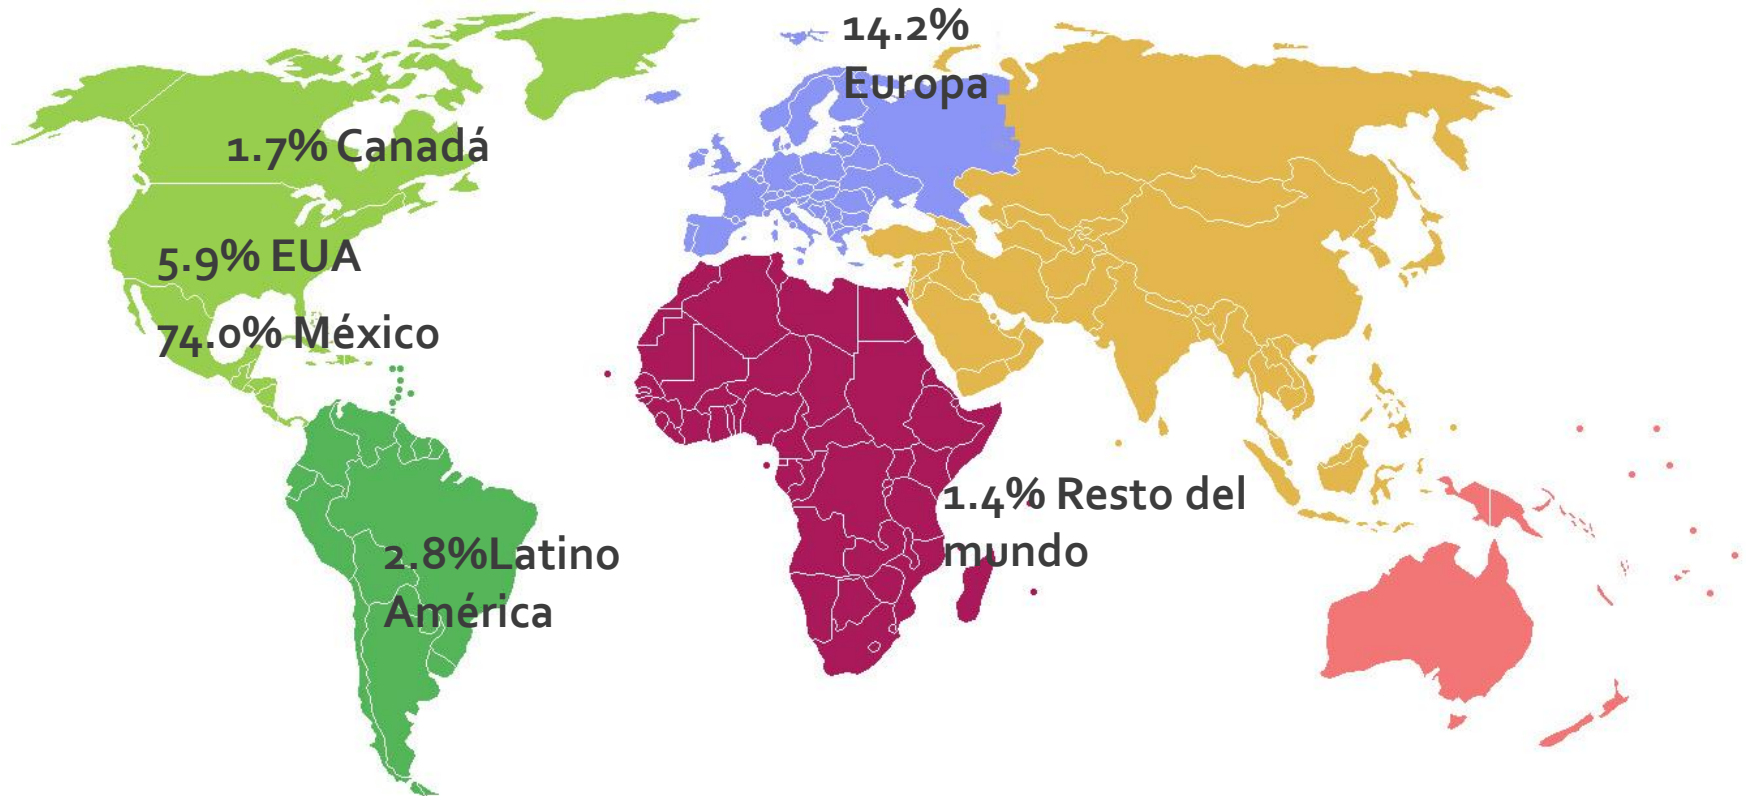 14.2%
Europa
1.7% Canadá
5.9% EUA
74.0% México
1.4% Resto del
mundo
2.8%Latino
América